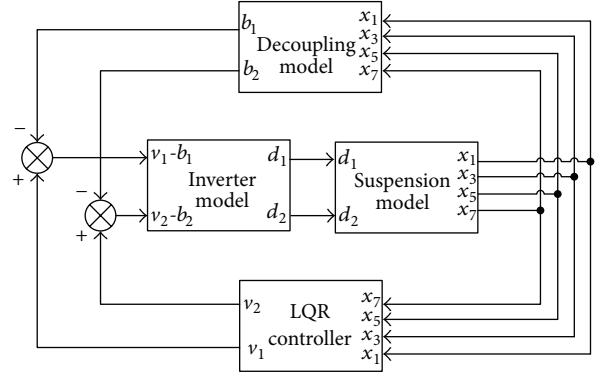 b₁
x₁
Decoupling
x₃
model
x₅
b₂
x₇
−
+
v₁-b₁
d₁
Inverter
model
−
+
v₂-b₂
d₂
d₁
x₁
Suspension
x₃
model
x₅
d₂
x₇
v₂
x₇
LQR
x₅
controller
x₃
v₁
x₁